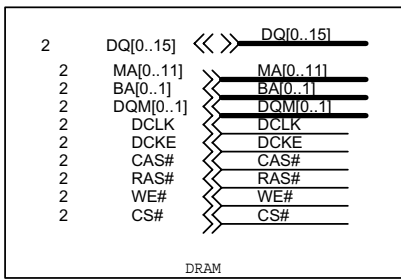 2 DQ[0..15] DQ[0..15]
2 MA[0..11] MA[0..11]
2 BA[0..1] BA[0..1]
2 DQM[0..1] DQM[0..1]
2 DCLK DCLK
2 DCKE DCKE
2 CAS# CAS#
2 RAS# RAS#
2 WE# WE#
2 CS# CS#
DRAM